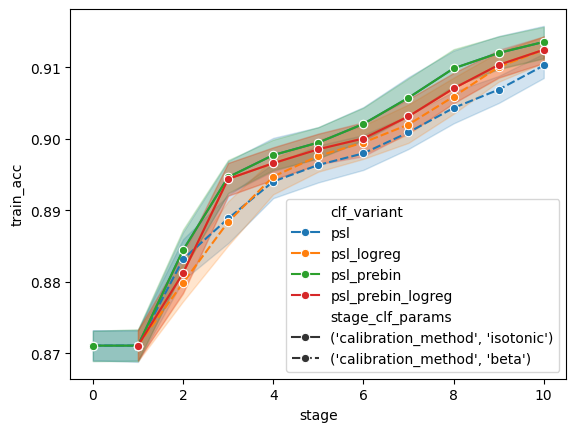 0.91
0.90
0.89
0.88
0.87
train_acc
0 2 4 6 8 10
stage
clf_variant
psl
psl_logreg
psl_prebin
psl_prebin_logreg
stage_clf_params
('calibration_method', 'isotonic')
('calibration_method', 'beta')